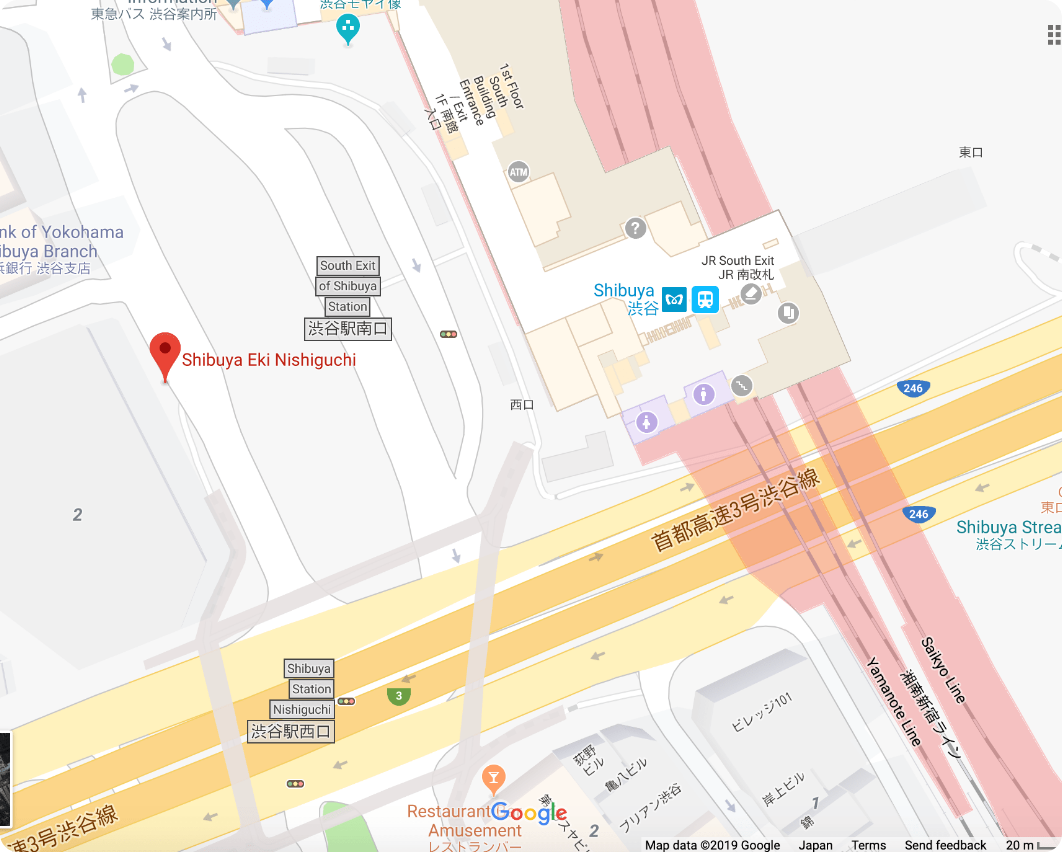 Information
東急バス 渋谷案内所
渋谷モヤイ像
1st Floor
South
Building
Entrance
/ Exit
1F 南館
入口
ATM
東口
nk of Yokohama
ibuya Branch
浜銀行 渋谷支店
South Exit
of Shibuya
Station
渋谷駅南口
?
JR South Exit
JR 南改札
Shibuya
渋谷
Shibuya Eki Nishiguchi
西口
246
246
首都高速3号渋谷線
2
東口
Shibuya Strea
渋谷ストリーム
Shibuya
Station
Nishiguchi
渋谷駅西口
3
Saikyo Line
湘南新宿ライン
Yamanote Line
ビレッジ101
荻野
ビル
亀八ビル
ブリアン渋谷
岸上ビル
錦
1
2
速3号渋谷線
Restaurant
Amusement
レストランバー
Google
Map data ©2019 Google
Japan
Terms
Send feedback
20 m